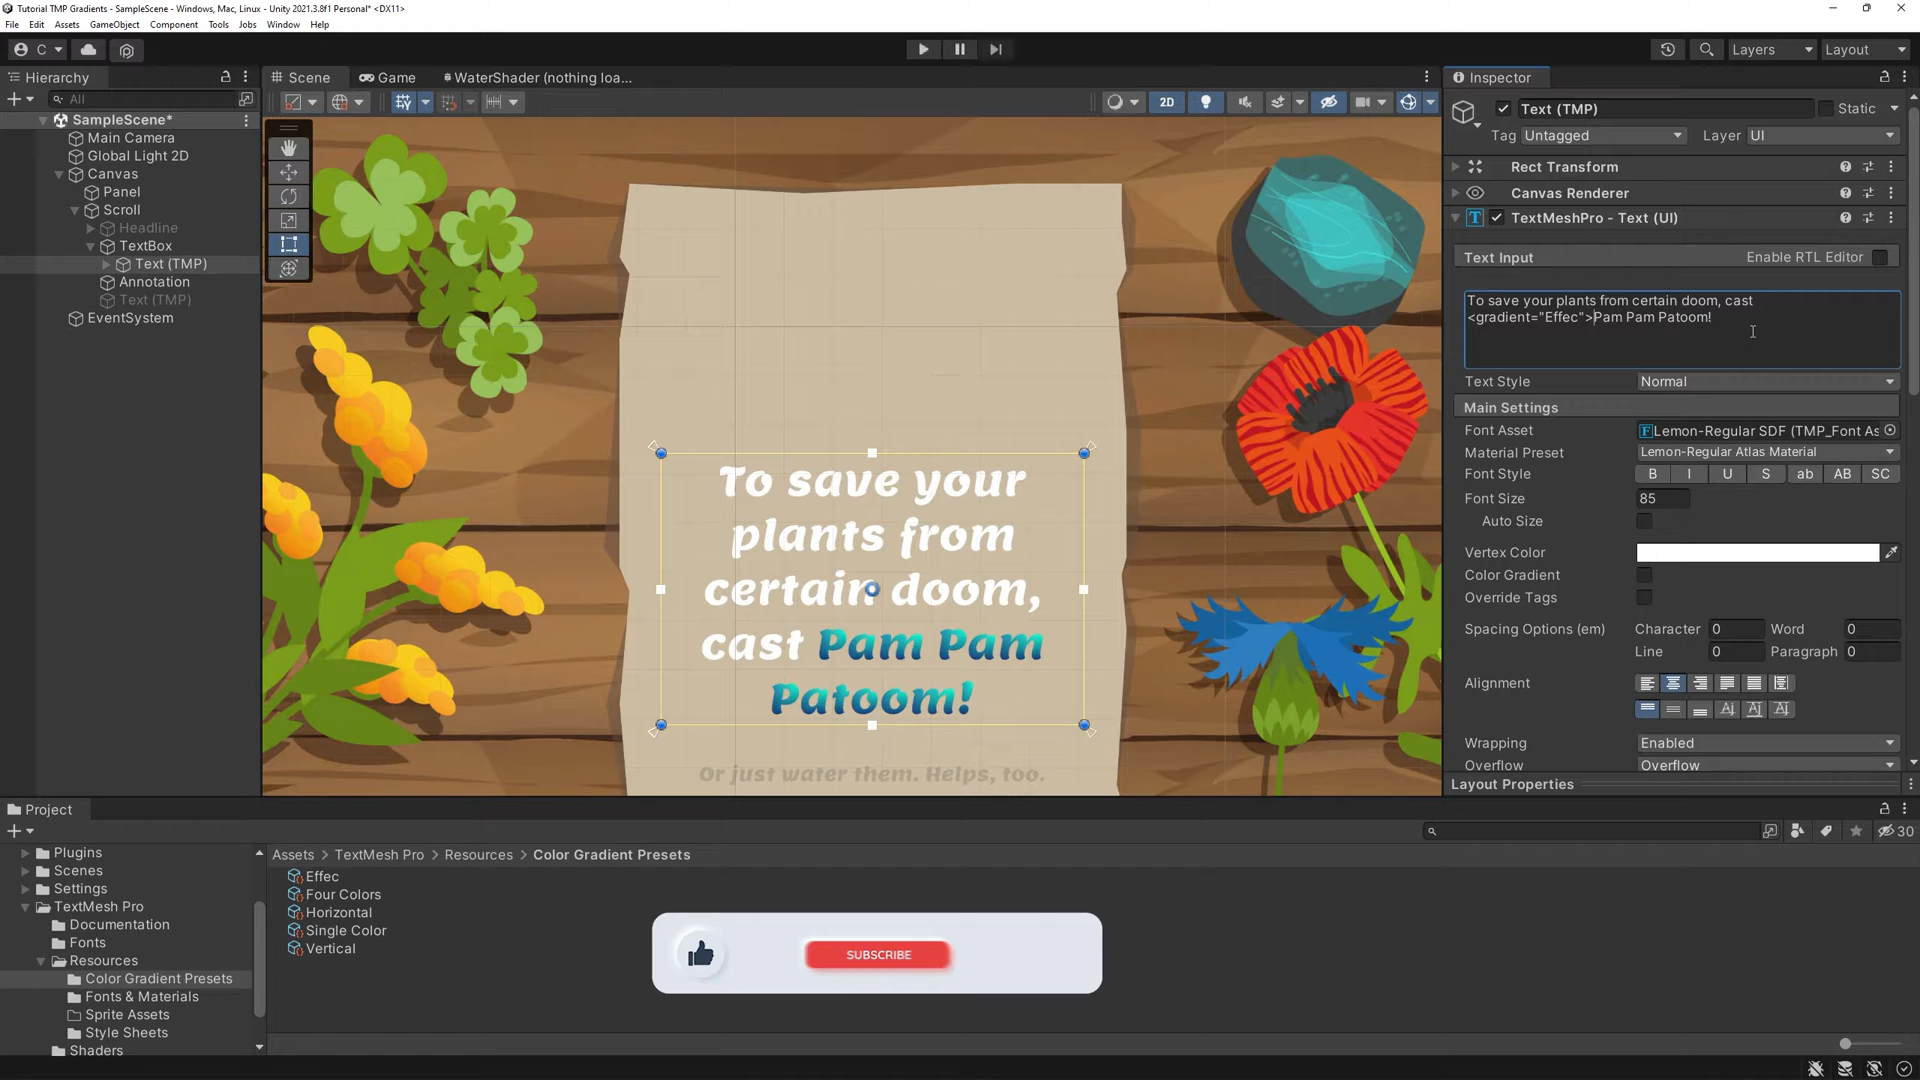 Tutorial TMP Gradients - SampleScene - Windows, Mac, Linux - Unity 2021.3.8f1 Personal* <DX11>
File Edit Assets GameObject Component Tools Jobs Window Help
C Layers Layout
Hierarchy
All
SampleScene*
Main Camera
Global Light 2D
Canvas
Panel
Scroll
Headline
TextBox
Text (TMP)
Annotation
Text (TMP)
EventSystem
Scene Game WaterShader (nothing loa...
2D
To save your
plants from
certain doom,
cast Pam Pam
Patoom!
Or just water them. Helps, too.
Inspector
Text (TMP) Static
Tag Untagged Layer UI
Rect Transform
Canvas Renderer
TextMeshPro - Text (UI)
Text Input Enable RTL Editor
To save your plants from certain doom, cast
<gradient="Effec">Pam Pam Patoom!
Text Style Normal
Main Settings
Font Asset Lemon-Regular SDF (TMP_Font As
Material Preset Lemon-Regular Atlas Material
Font Style B I U S ab AB SC
Font Size 85
Auto Size
Vertex Color
Color Gradient
Override Tags
Spacing Options (em) Character 0 Word 0
Line 0 Paragraph 0
Alignment
Wrapping Enabled
Overflow Overflow
Layout Properties
Project
30
Plugins
Scenes
Settings
TextMesh Pro
Documentation
Fonts
Resources
Color Gradient Presets
Fonts & Materials
Sprite Assets
Style Sheets
Shaders
Assets > TextMesh Pro > Resources > Color Gradient Presets
Effec
Four Colors
Horizontal
Single Color
Vertical
SUBSCRIBE